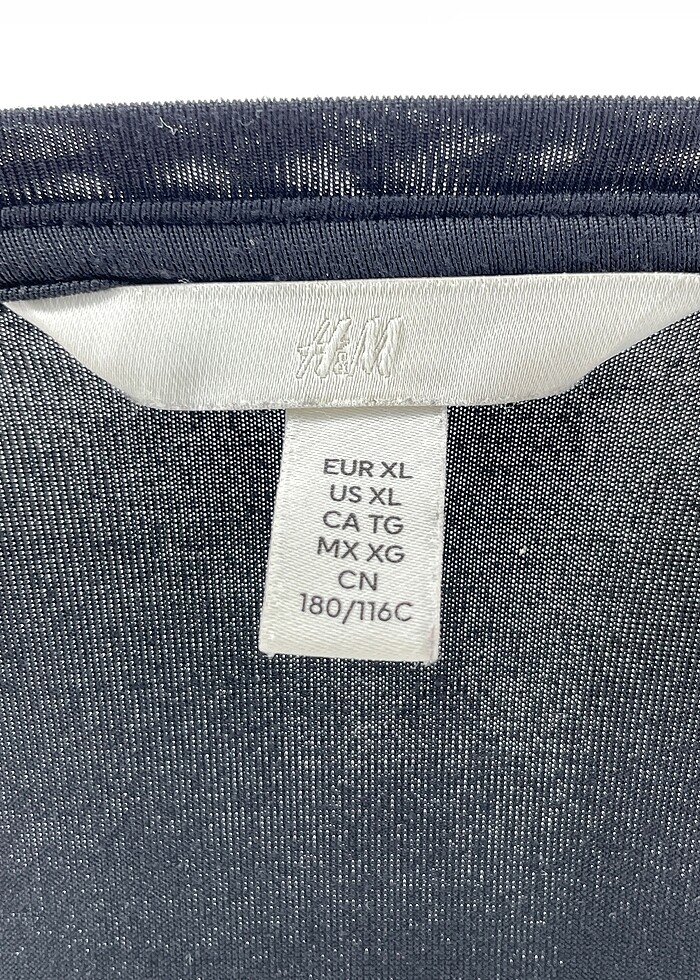 H&M
EUR XL
US XL
CA TG
MX XG
CN
180/116C